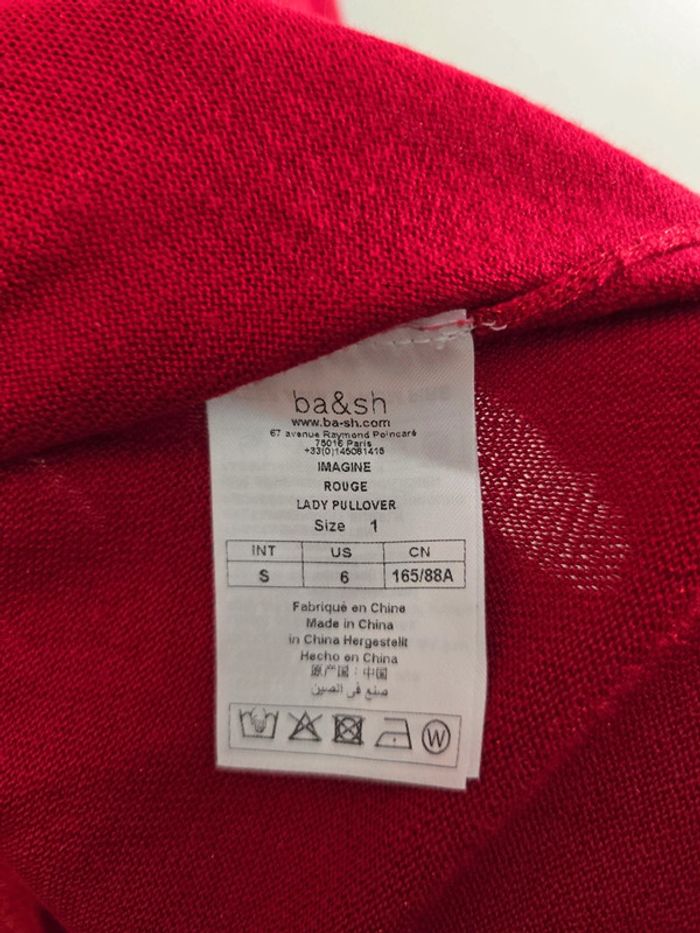 ba&sh
www.ba-sh.com
67 avenue Raymond Poincaré
75016 Paris
+33(0)145081415
IMAGINE
ROUGE
LADY PULLOVER
Size 1
INT US CN
S 6 165/88A
Fabriqué en Chine
Made in China
in China Hergestellt
Hecho en China
原产国：中国
صنع في الصين
W